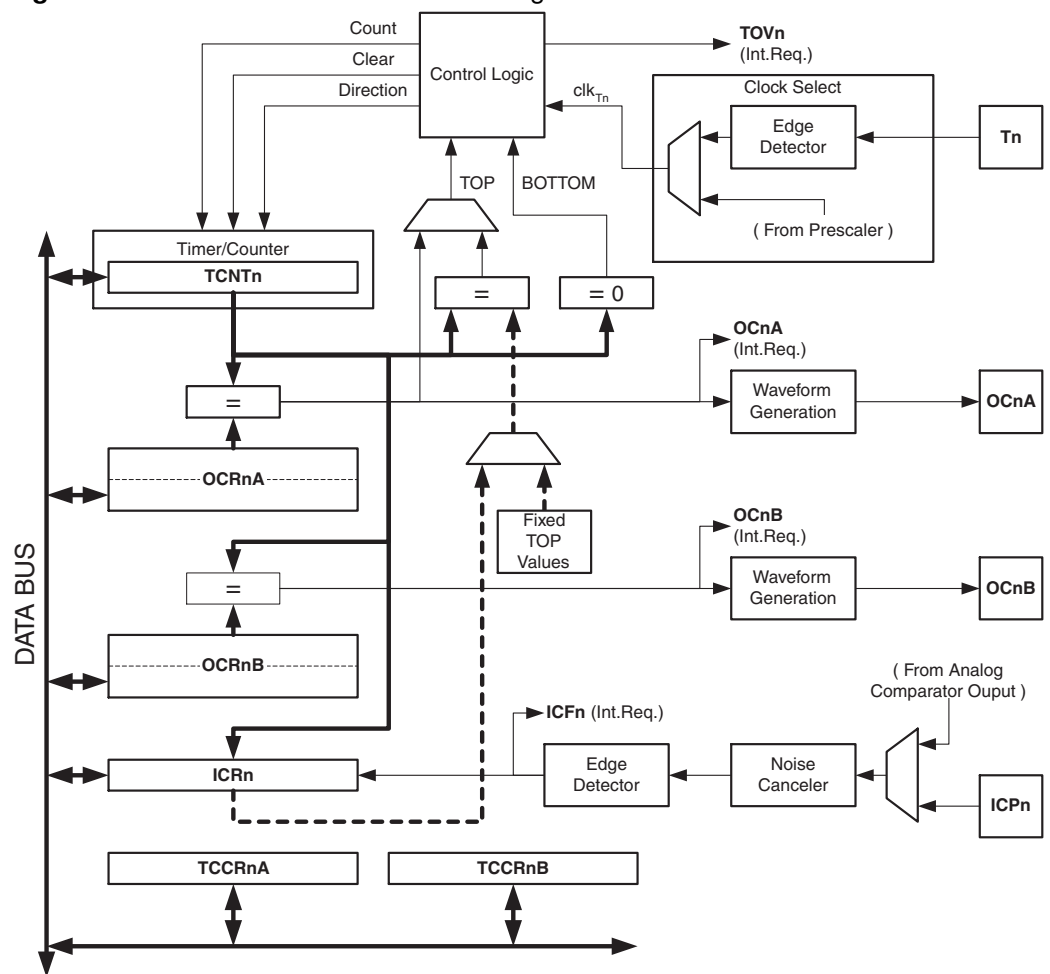 Count
Clear
Direction
Control Logic
TOVn
(Int.Req.)
clkTn
Clock Select
Edge
Detector
Tn
( From Prescaler )
TOP
BOTTOM
Timer/Counter
TCNTn
=
= 0
OCnA
(Int.Req.)
=
Waveform
Generation
OCnA
OCRnA
Fixed
TOP
Values
OCnB
(Int.Req.)
=
Waveform
Generation
OCnB
OCRnB
DATA BUS
( From Analog
Comparator Ouput )
ICFn (Int.Req.)
ICRn
Edge
Detector
Noise
Canceler
ICPn
TCCRnA
TCCRnB